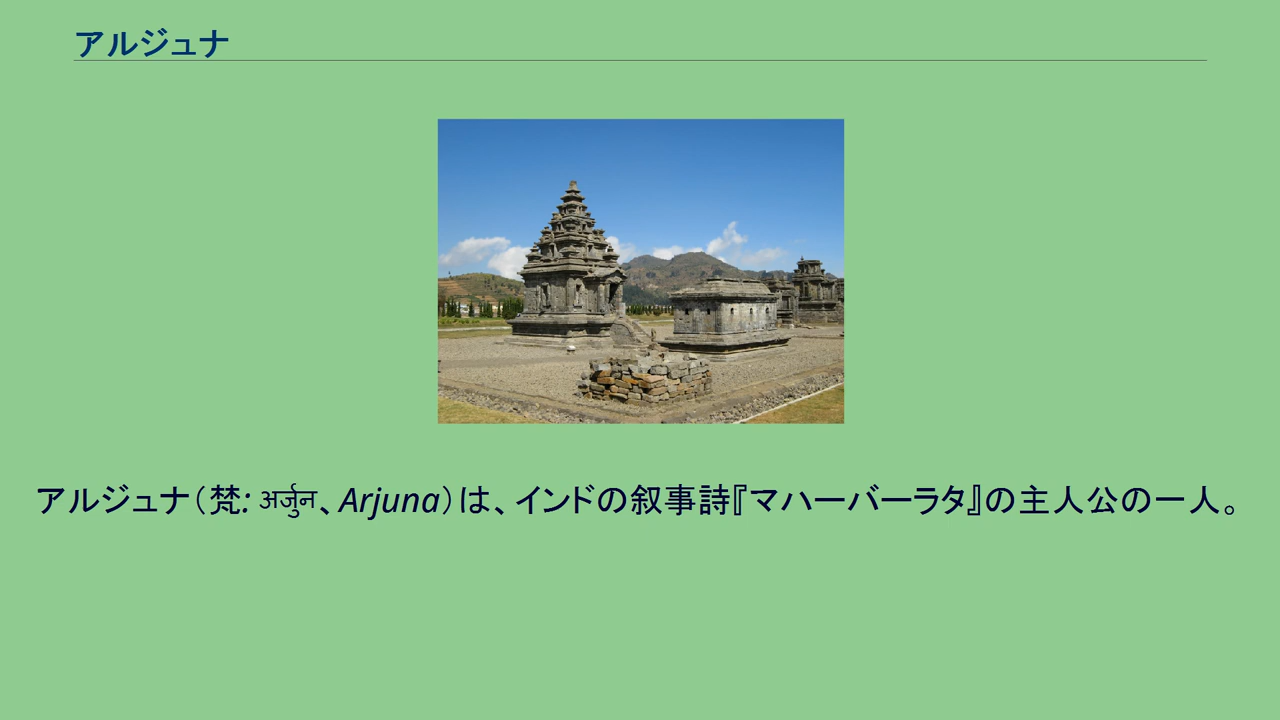 アルジュナ
アルジュナ（梵: अर्जुन、Arjuna）は、インドの叙事詩『マハーバーラタ』の主人公の一人。